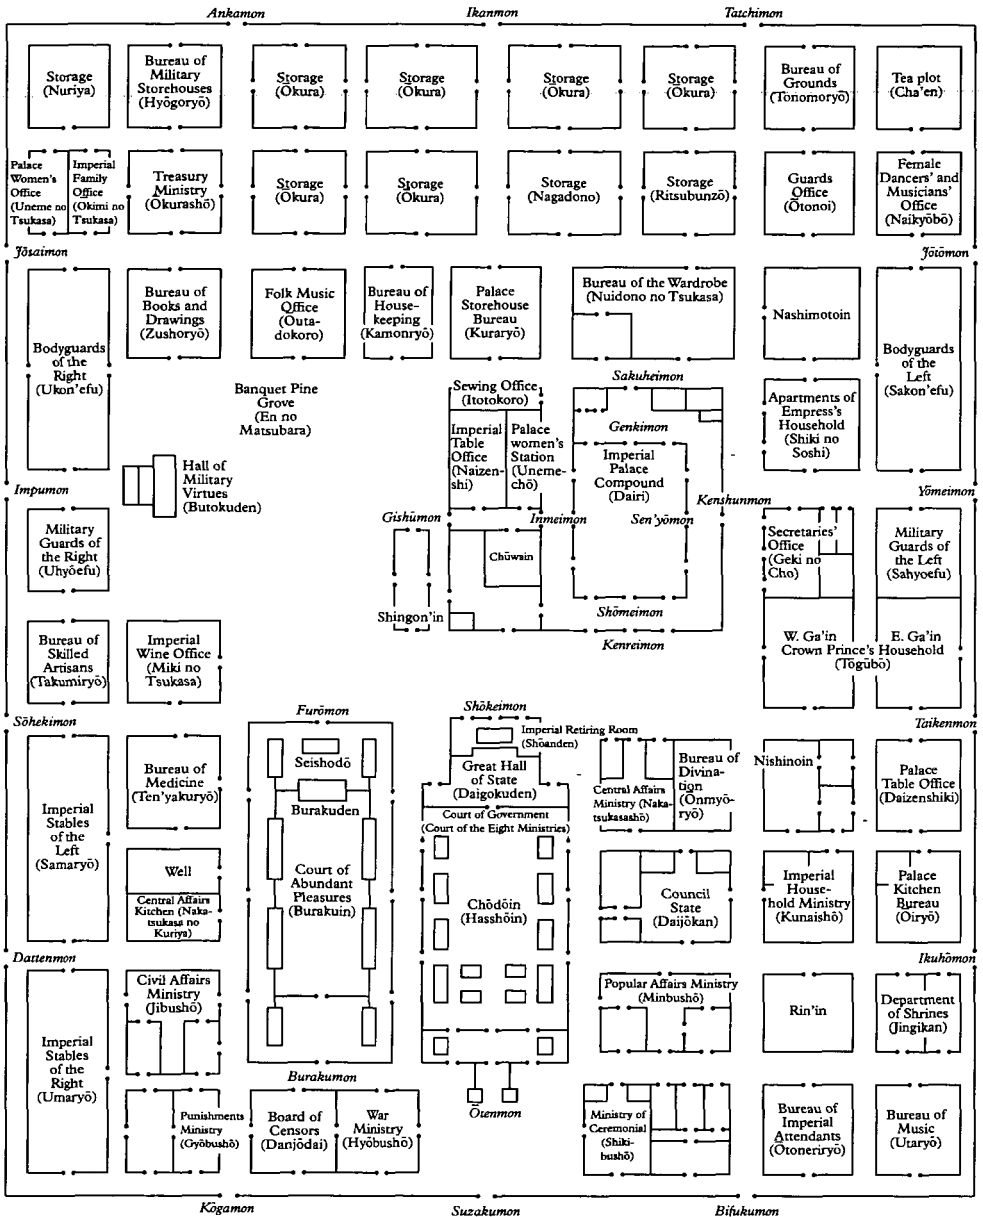 Ankamon
Ikanmon
Tatchimon
Storage
(Nuriya)
Bureau of
Military
Storehouses
(Hyōgoryō)
Storage
(Ōkura)
Storage
(Ōkura)
Storage
(Ōkura)
Storage
(Ōkura)
Bureau of
Grounds
(Tonomoryō)
Tea plot
(Cha'en)
Palace
Women's
Office
(Uneme no
Tsukasa)
Imperial
Family
Office
(Okimi no
Tsukasa)
Treasury
Ministry
(Ōkurashō)
Storage
(Ōkura)
Storage
(Ōkura)
Storage
(Nagadono)
Storage
(Ritsubunzō)
Guards
Office
(Ōtonoi)
Female
Dancers' and
Musicians'
Office
(Naikyōbō)
Jōsaimon
Jōtōmon
Bodyguards
of the
Right
(Ukon'efu)
Bureau of
Books and
Drawings
(Zushoryō)
Folk Music
Office
(Outa-
dokoro)
Bureau of
House-
keeping
(Kamonryō)
Palace
Storehouse
Bureau
(Kuraryō)
Bureau of the Wardrobe
(Nuidono no Tsukasa)
Nashimotoin
Bodyguards
of the
Left
(Sakon'efu)
Banquet Pine
Grove
(En no
Matsubara)
Sewing Office
(Itotokoro)
Imperial
Table
Office
(Naizen-
shi)
Palace
women's
Station
(Uneme-
chō)
Sakuheimon
Genkimon
Imperial
Palace
Compound
(Dairi)
Apartments of
Empress's
Household
(Shiki no
Soshi)
Hall of
Military
Virtues
(Butokuden)
Impumon
Yōmeimon
Kenshunmon
Gishūmon
Inmeimon
Sen'yōmon
Military
Guards of
the Right
(Uhyōefu)
Chūwain
Secretaries'
Office
(Geki no
Cho)
Military
Guards of
the Left
(Sahyoefu)
Shingon'in
Shōmeimon
Kenreimon
Bureau of
Skilled
Artisans
(Takumiryō)
Imperial
Wine Office
(Miki no
Tsukasa)
W. Ga'in
E. Ga'in
Crown Prince's Household
(Tōgūbō)
Sōhekimon
Furōmon
Shōkeimon
Taikenmon
Imperial
Stables
of the
Left
(Samaryō)
Bureau of
Medicine
(Ten'yakuryō)
Seishodō
Burakuden
Imperial Retiring Room
(Shōanden)
Great Hall
of State
(Daigokuden)
Court of Government
(Court of the Eight Ministries)
Central Affairs
Ministry (Naka-
tsukasashō)
Bureau of
Divina-
tion
(Onmyō-
ryō)
Nishinoin
Palace
Table Office
(Daizenshiki)
Well
Central Affairs
Kitchen (Naka-
tsukasa no
Kuriya)
Court of
Abundant
Pleasures
(Burakuin)
Chōdōin
(Hasshōin)
Council
State
(Daijōkan)
Imperial
House-
hold Ministry
(Kunaishō)
Palace
Kitchen
Bureau
(Oiryō)
Dattenmon
Ikuhōmon
Imperial
Stables
of the
Right
(Umaryō)
Civil Affairs
Ministry
(Jibushō)
Popular Affairs Ministry
(Minbushō)
Rin'in
Department
of Shrines
(Jingikan)
Burakumon
Ōtenmon
Punishments
Ministry
(Gyōbushō)
Board of
Censors
(Danjōdai)
War
Ministry
(Hyōbushō)
Ministry of
Ceremonial
(Shiki-
bushō)
Bureau of
Imperial
Attendants
(Ōtoneriryō)
Bureau of
Music
(Utaryō)
Kōgamon
Suzakumon
Bifukumon